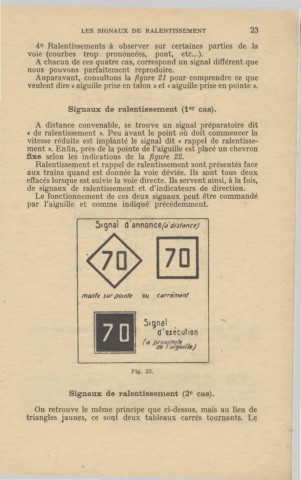 LES SIGNAUX DE RALENTISSEMENT 23
4º Ralentissements à observer sur certaines parties de la
voie (courbes trop prononcées, pont, etc...).
A chacun de ces quatre cas, correspond un signal différent que
nous pouvons parfaitement reproduire.
Auparavant, consultons la figure 21 pour comprendre ce que
veulent dire « aiguille prise en talon » et « aiguille prise en pointe ».
Signaux de ralentissement (1er cas).
A distance convenable, se trouve un signal préparatoire dit
« de ralentissement ». Peu avant le point où doit commencer la
vitesse réduite est implanté le signal dit « rappel de ralentisse-
ment ». Enfin, près de la pointe de l'aiguille est placé un chevron
fixe selon les indications de la figure 22.
Ralentissement et rappel de ralentissement sont présentés face
aux trains quand est donnée la voie déviée. Ils sont tous deux
effacés lorsque est suivie la voie directe. Ils servent ainsi, à la fois,
de signaux de ralentissement et d'indicateurs de direction.
Le fonctionnement de ces deux signaux peut être commandé
par l'aiguille et comme indiqué précédemment.
Signal d'annonce (à distance)
70 70
monté sur pointe ou carrément
70
Signal
d'exécution
(à proximité
de l'aiguille)
Fig. 23.
Signaux de ralentissement (2e cas).
On retrouve le même principe que ci-dessus, mais au lieu de
triangles jaunes, ce sont deux tableaux carrés tournants. Le